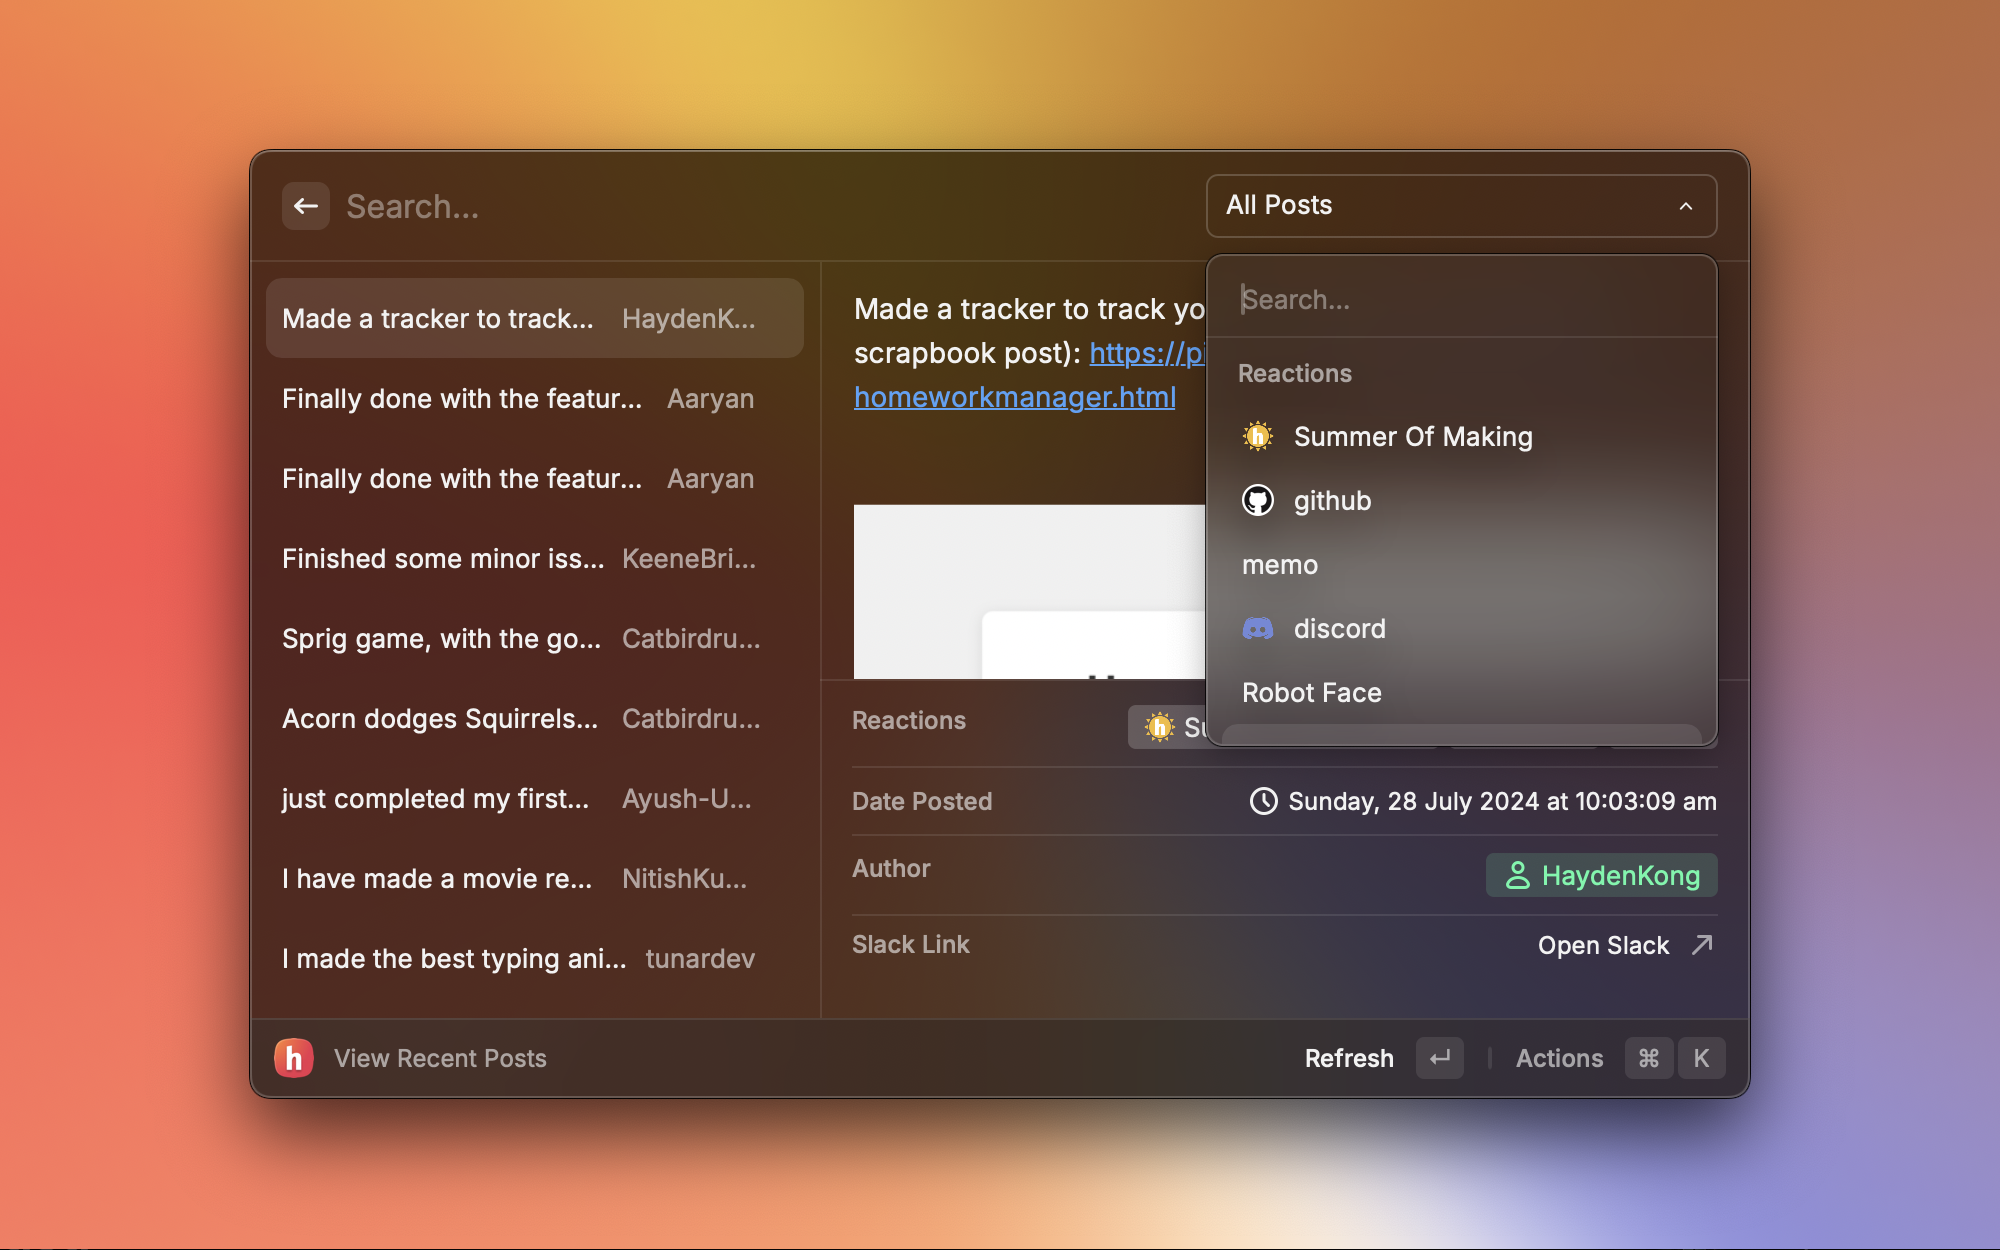 Search...
All Posts
Made a tracker to track... HaydenK...
Finally done with the featur... Aaryan
Finally done with the featur... Aaryan
Finished some minor iss... KeeneBri...
Sprig game, with the go... Catbirdru...
Acorn dodges Squirrels... Catbirdru...
just completed my first... Ayush-U...
I have made a movie re... NitishKu...
I made the best typing ani... tunardev
Made a tracker to track
scrapbook post): https://
homeworkmanager.html
Search...
Reactions
Summer Of Making
github
memo
discord
Robot Face
Reactions
Date Posted Sunday, 28 July 2024 at 10:03:09 am
Author HaydenKong
Slack Link Open Slack
h View Recent Posts
Refresh ↵ Actions ⌘ K